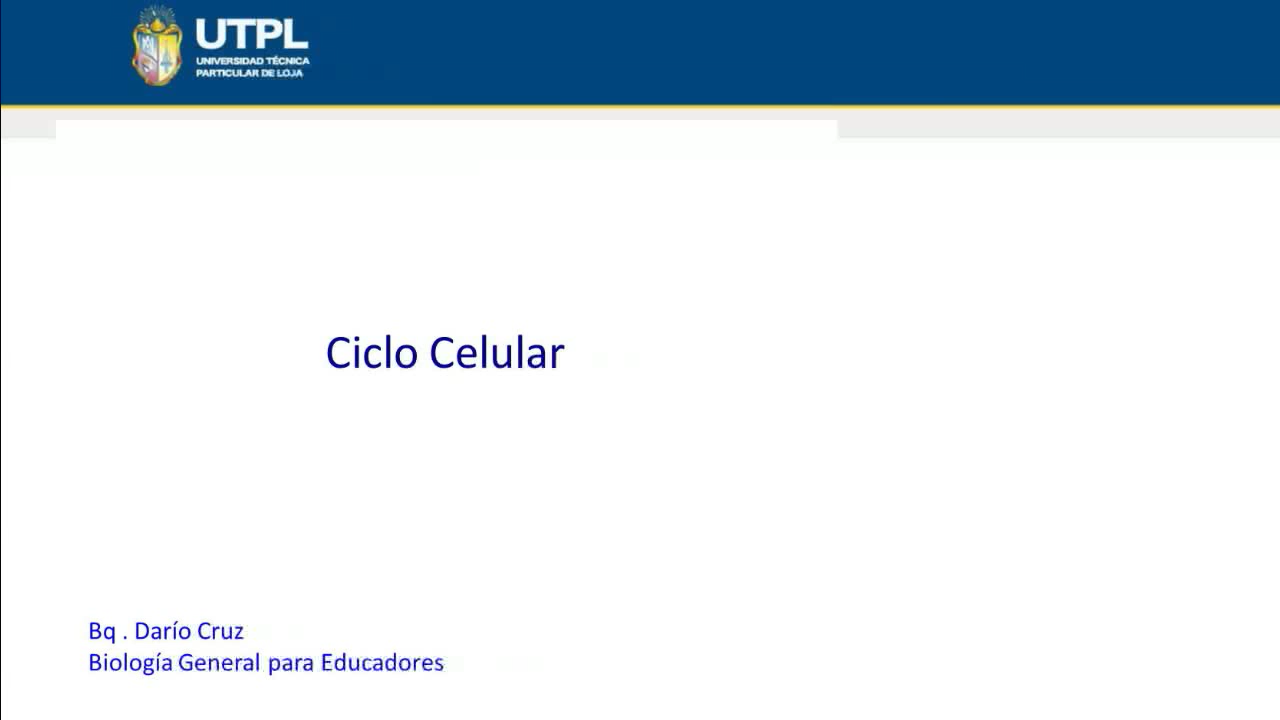 UTPL
UNIVERSIDAD TÉCNICA
PARTICULAR DE LOJA
Ciclo Celular
Bq . Darío Cruz
Biología General para Educadores